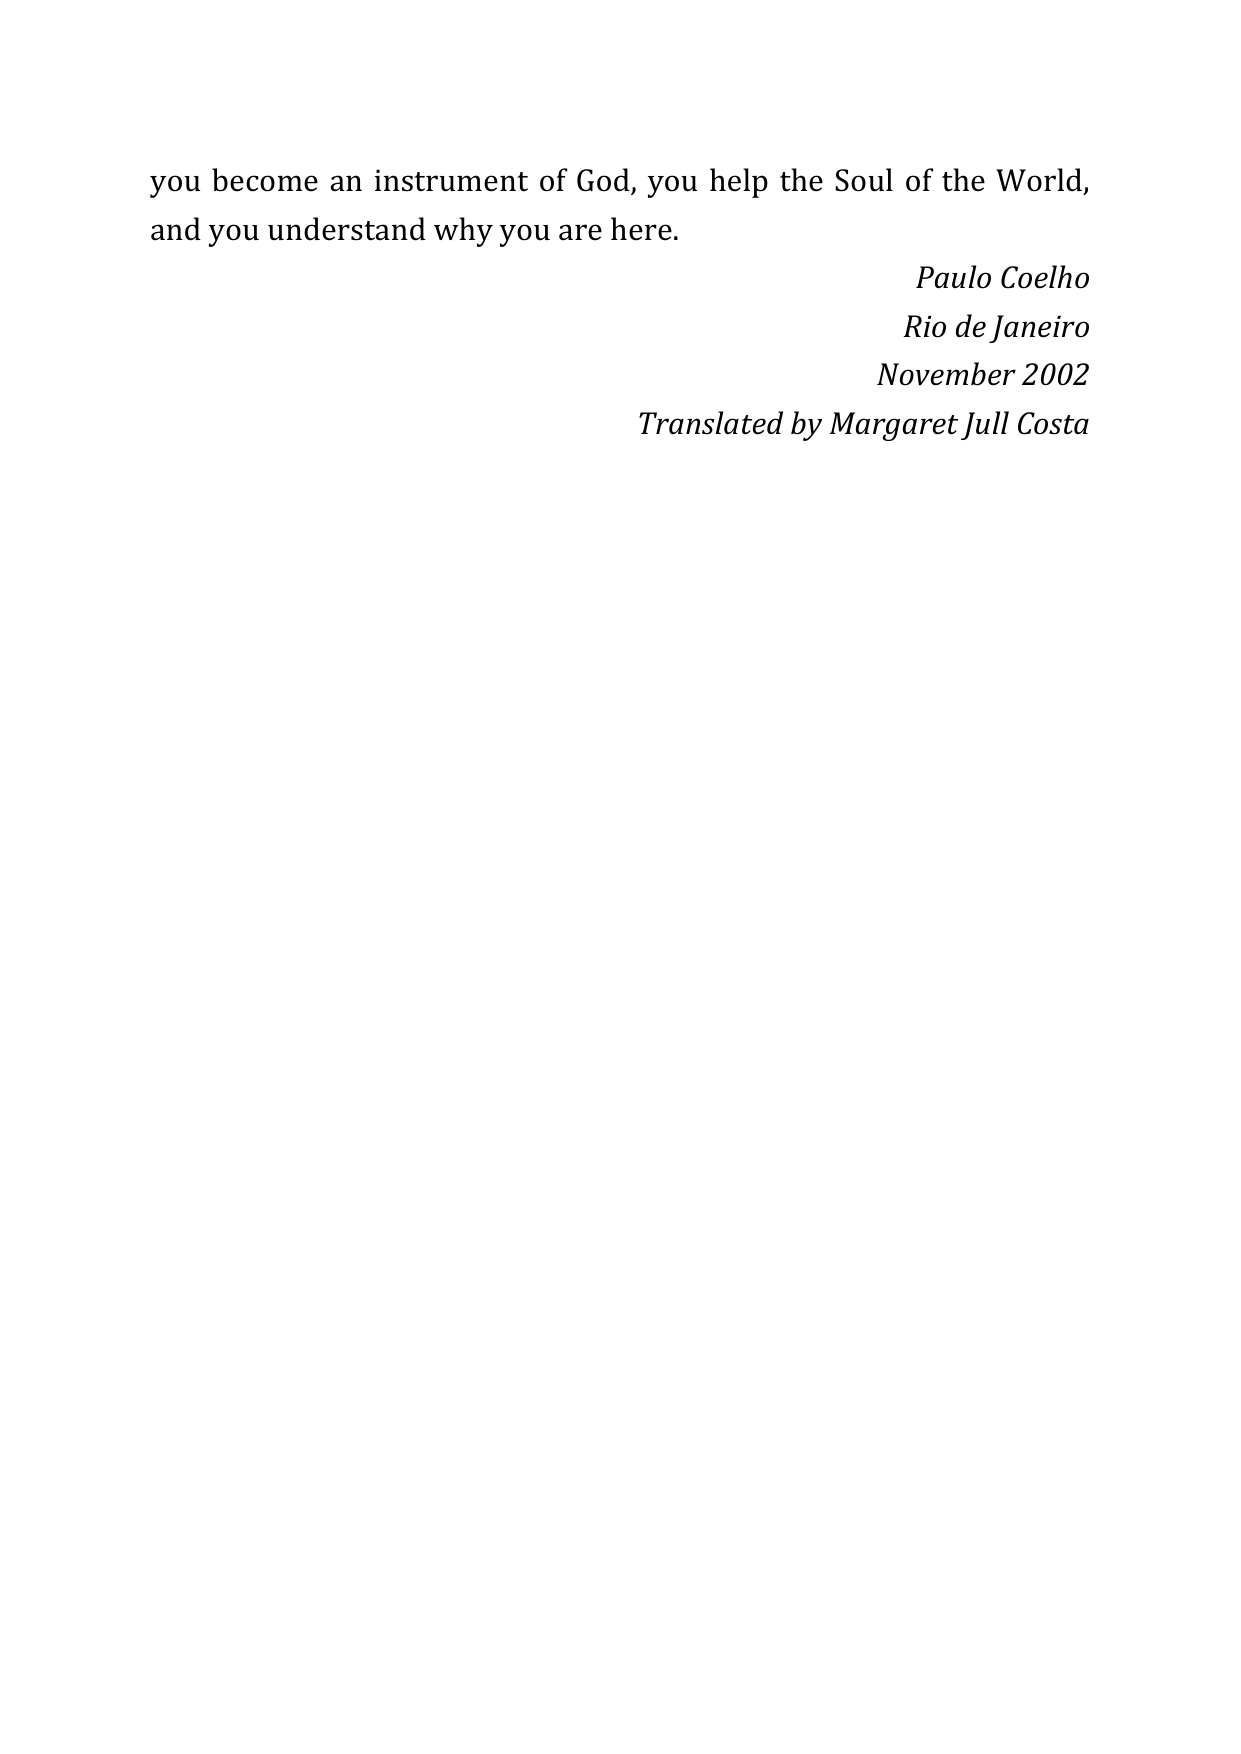 you become an instrument of God, you help the Soul of the World,
and you understand why you are here.
Paulo Coelho
Rio de Janeiro
November 2002
Translated by Margaret Jull Costa